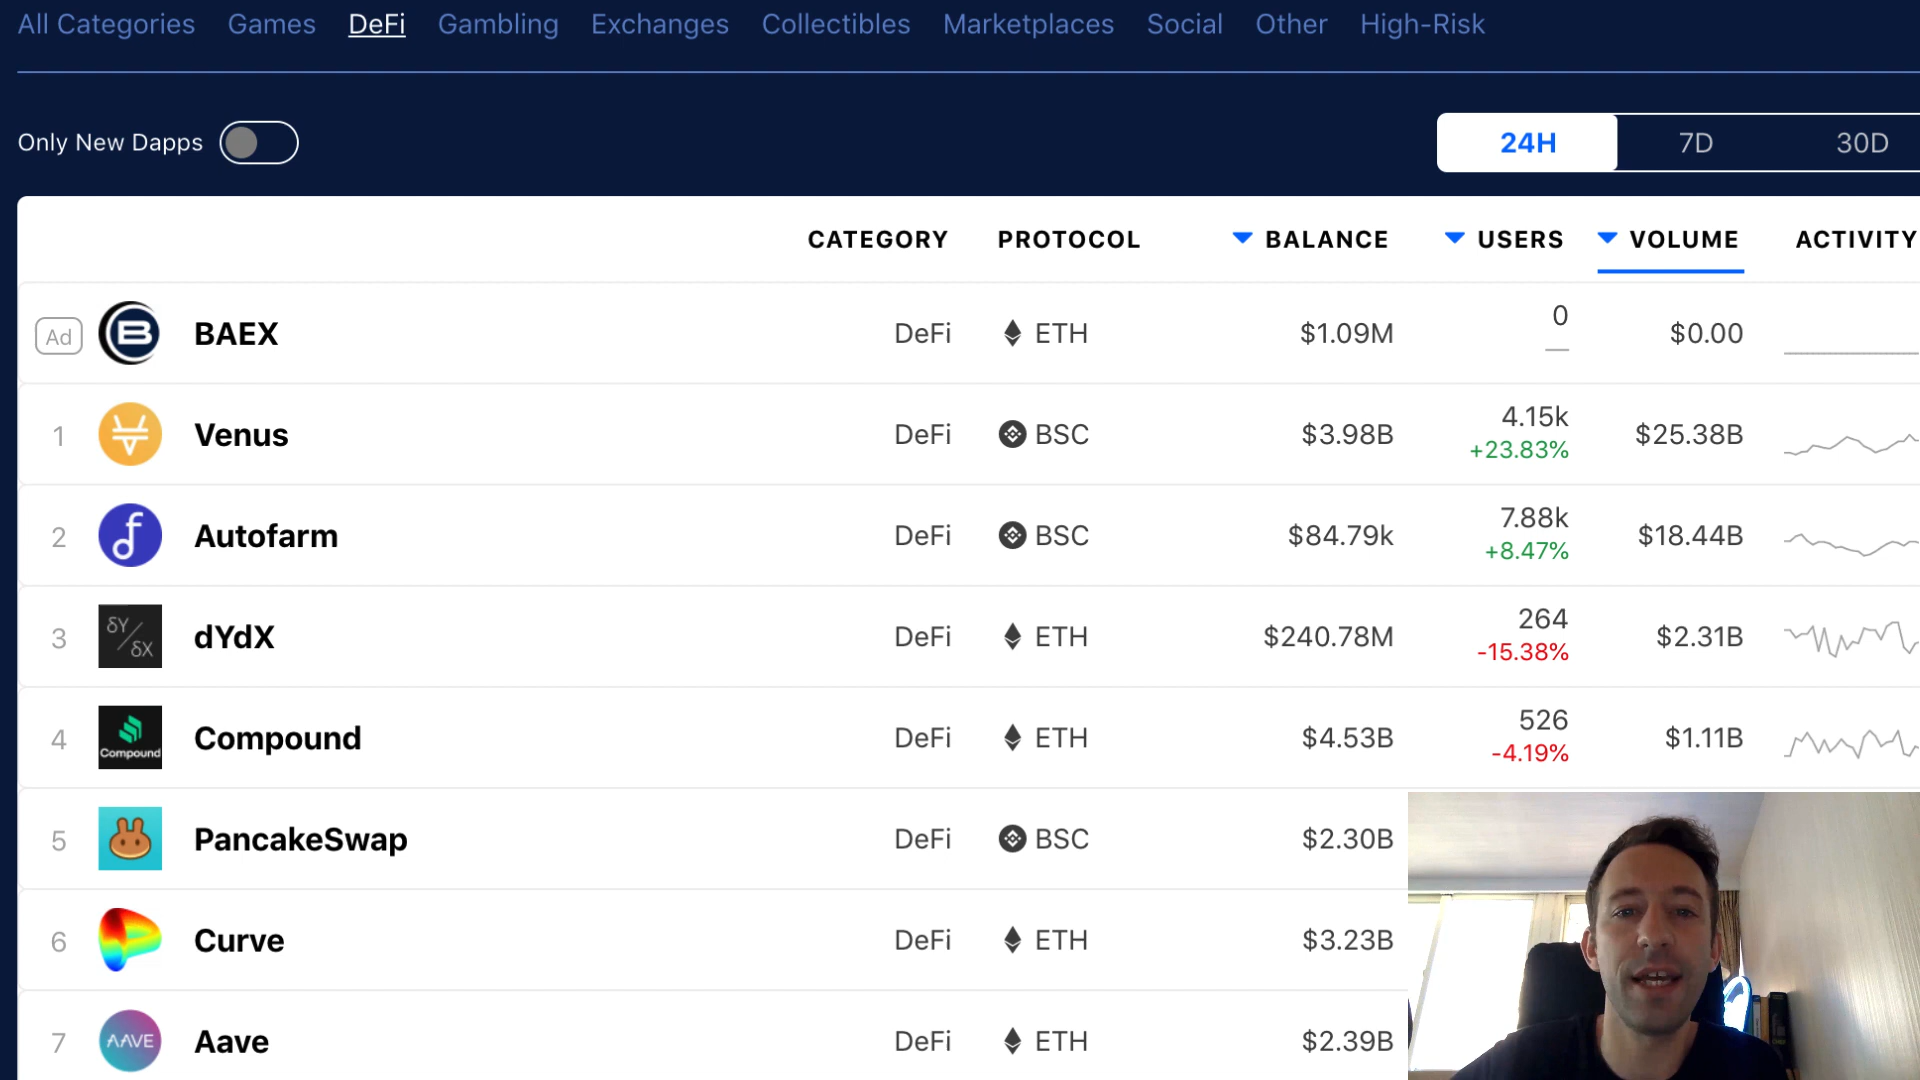 All Categories Games DeFi Gambling Exchanges Collectibles Marketplaces Social Other High-Risk
Only New Dapps 24H 7D 30D
CATEGORY PROTOCOL BALANCE USERS VOLUME ACTIVITY
Ad B BAEX DeFi ETH $1.09M 0 — $0.00
1 Venus DeFi BSC $3.98B 4.15k +23.83% $25.38B
2 Autofarm DeFi BSC $84.79k 7.88k +8.47% $18.44B
3 δY/δX dYdX DeFi ETH $240.78M 264 -15.38% $2.31B
4 Compound Compound DeFi ETH $4.53B 526 -4.19% $1.11B
5 PancakeSwap DeFi BSC $2.30B
6 Curve DeFi ETH $3.23B
7 AAVE Aave DeFi ETH $2.39B